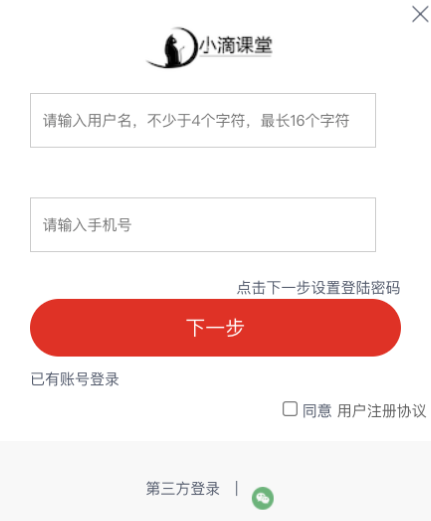 小滴课堂
请输入用户名，不少于4个字符，最长16个字符
请输入手机号
点击下一步设置登陆密码
下一步
已有账号登录
同意 用户注册协议
第三方登录 |